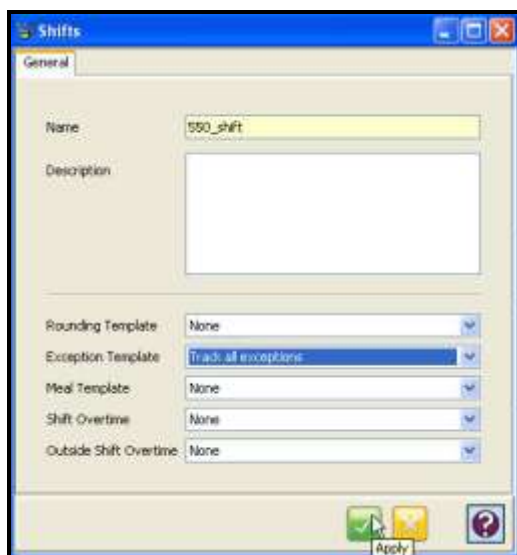 Shifts
General
Name 550_shift
Description
Rounding Template None
Exception Template Track all exceptions
Meal Template None
Shift Overtime None
Outside Shift Overtime None
?
Apply